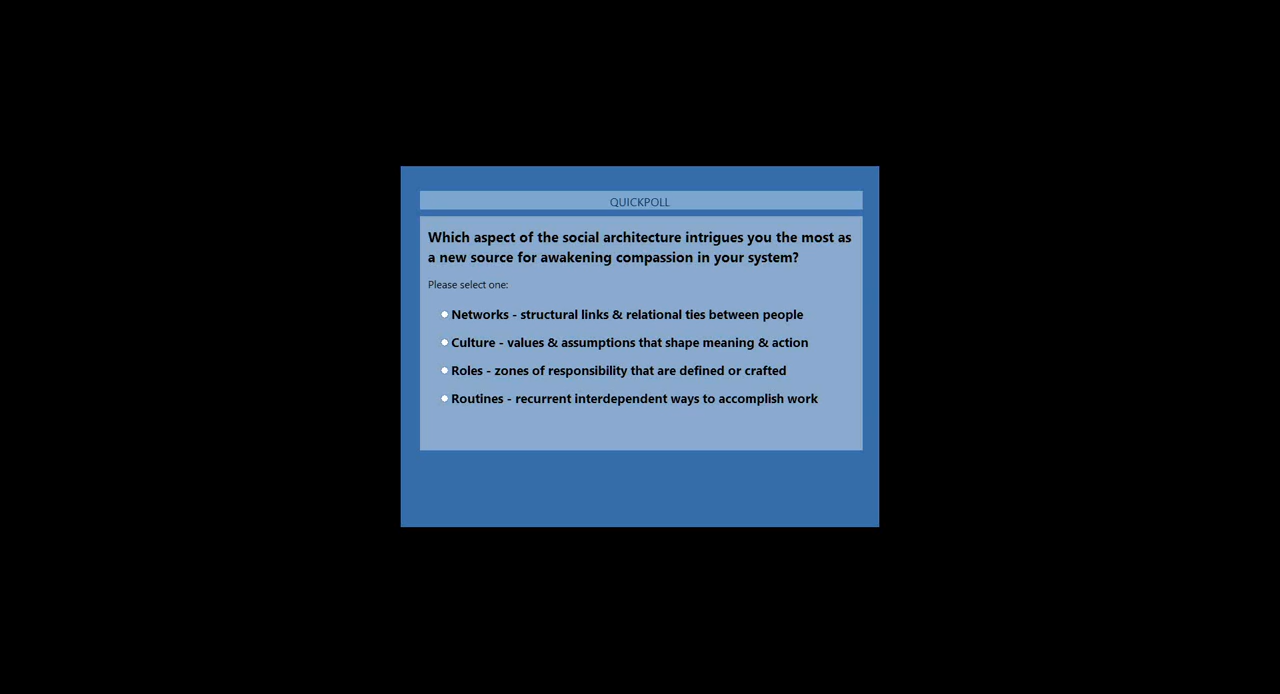 QUICKPOLL
Which aspect of the social architecture intrigues you the most as
a new source for awakening compassion in your system?
Please select one:
Networks - structural links & relational ties between people
Culture - values & assumptions that shape meaning & action
Roles - zones of responsibility that are defined or crafted
Routines - recurrent interdependent ways to accomplish work